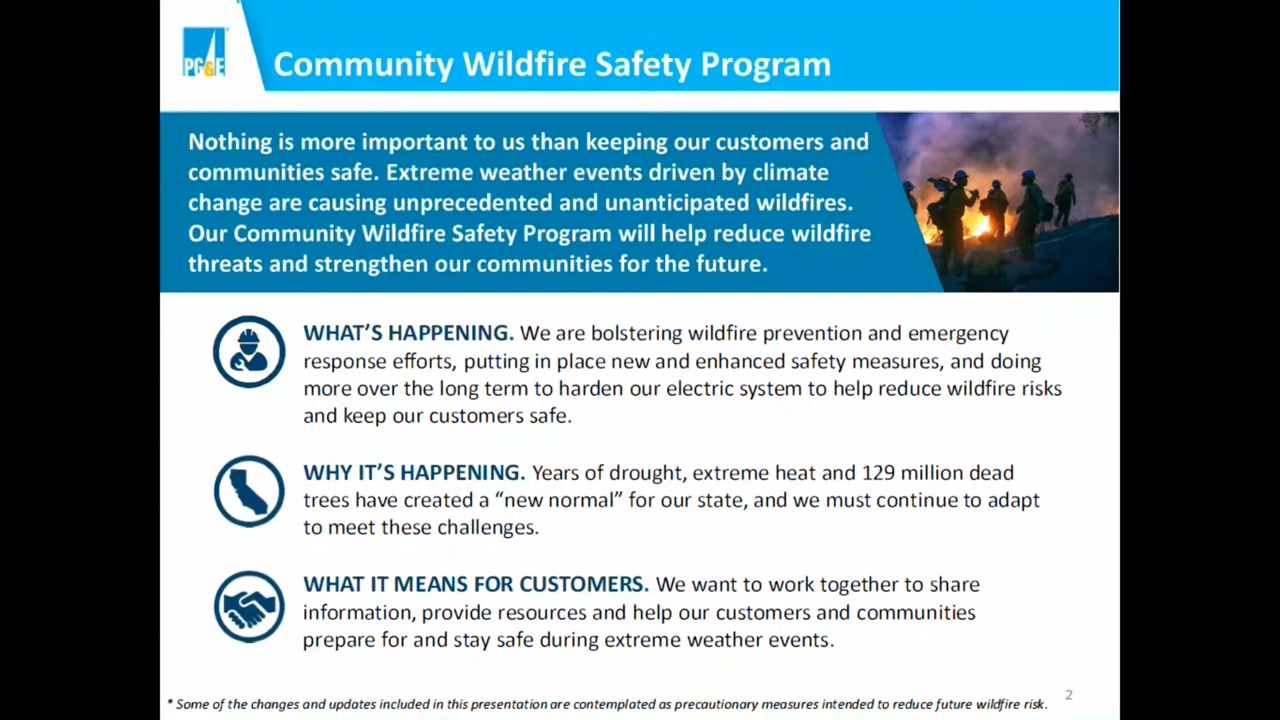 PG&E
Community Wildfire Safety Program
Nothing is more important to us than keeping our customers and
communities safe. Extreme weather events driven by climate
change are causing unprecedented and unanticipated wildfires.
Our Community Wildfire Safety Program will help reduce wildfire
threats and strengthen our communities for the future.
WHAT’S HAPPENING. We are bolstering wildfire prevention and emergency
response efforts, putting in place new and enhanced safety measures, and doing
more over the long term to harden our electric system to help reduce wildfire risks
and keep our customers safe.
WHY IT’S HAPPENING. Years of drought, extreme heat and 129 million dead
trees have created a “new normal” for our state, and we must continue to adapt
to meet these challenges.
WHAT IT MEANS FOR CUSTOMERS. We want to work together to share
information, provide resources and help our customers and communities
prepare for and stay safe during extreme weather events.
* Some of the changes and updates included in this presentation are contemplated as precautionary measures intended to reduce future wildfire risk.
2